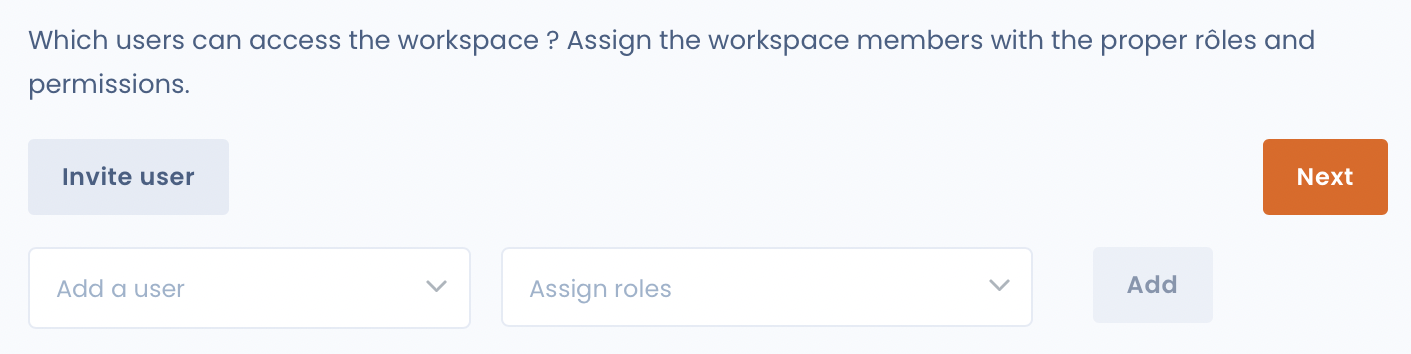 Which users can access the workspace ? Assign the workspace members with the proper rôles and
permissions.
Invite user
Next
Add a user
Assign roles
Add